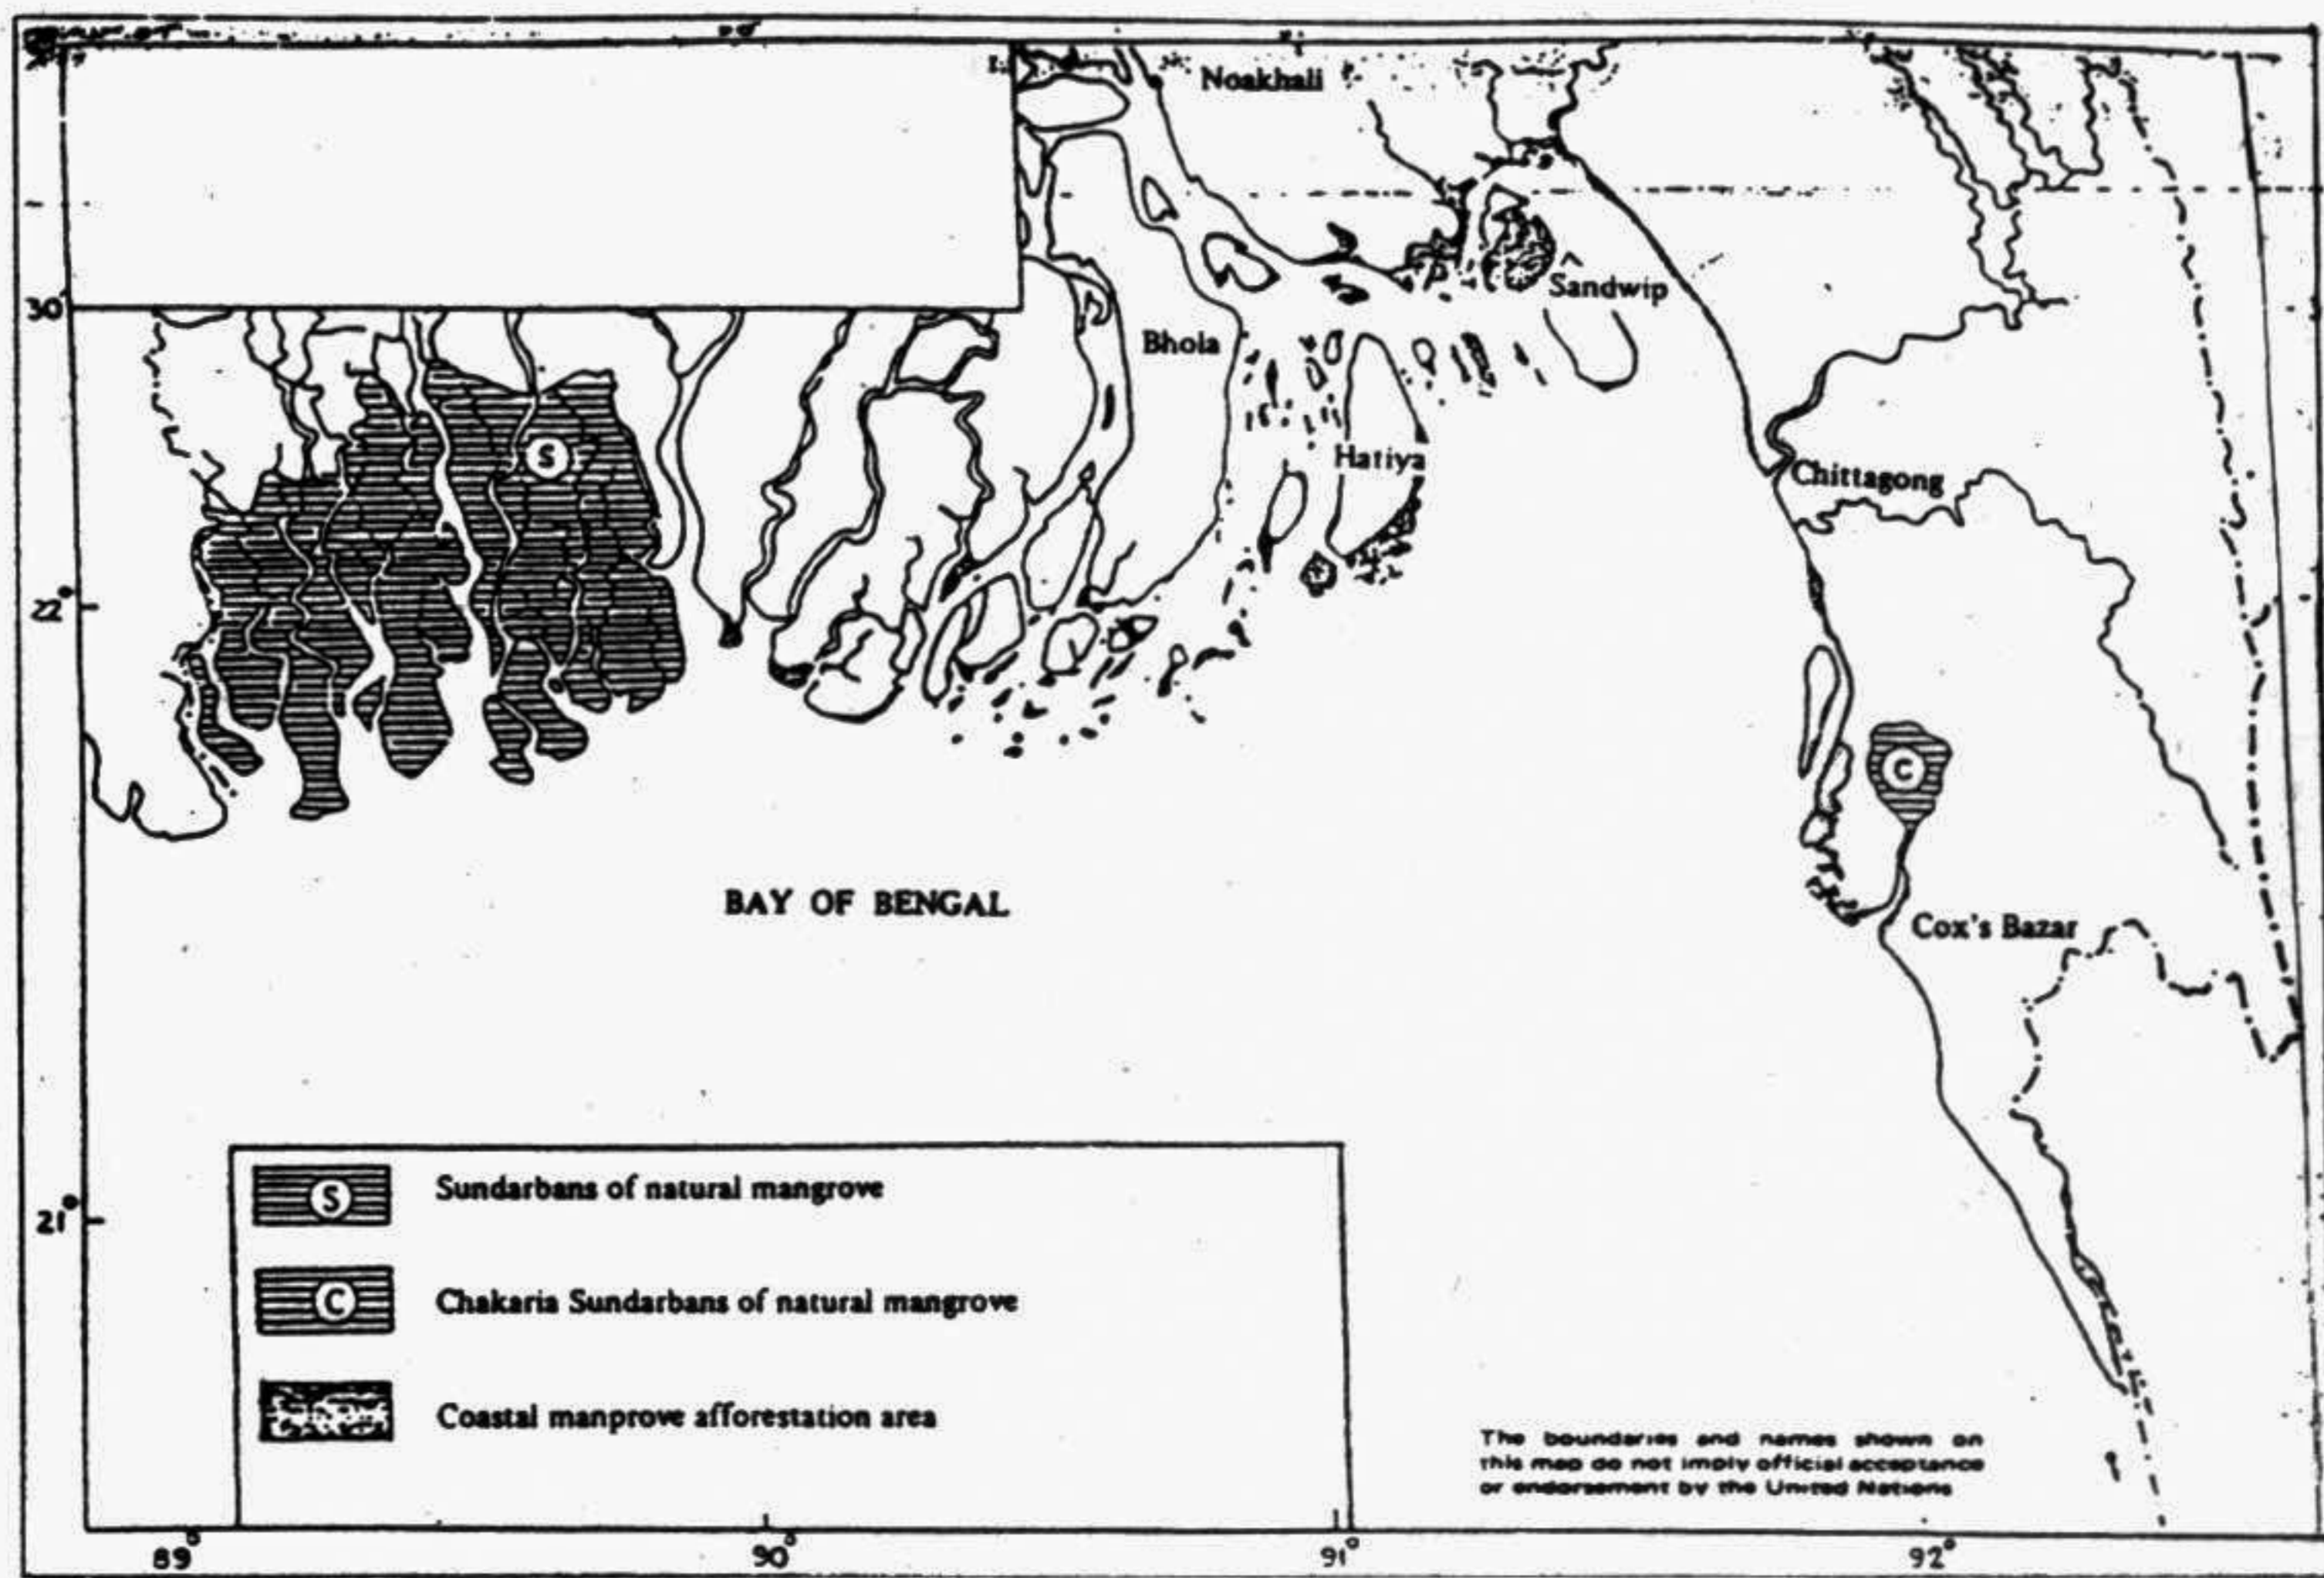 Noakhali
Sandwip
30'
Bhola
Hatiya
S
Chittagong
22°
C
BAY OF BENGAL
Cox's Bazar
S
Sundarbans of natural mangrove
21°
C
Chakaria Sundarbans of natural mangrove
Coastal manprove afforestation area
The boundaries and names shown on
this map do not imply official acceptance
or endorsement by the United Nations
89°
90°
91°
92°